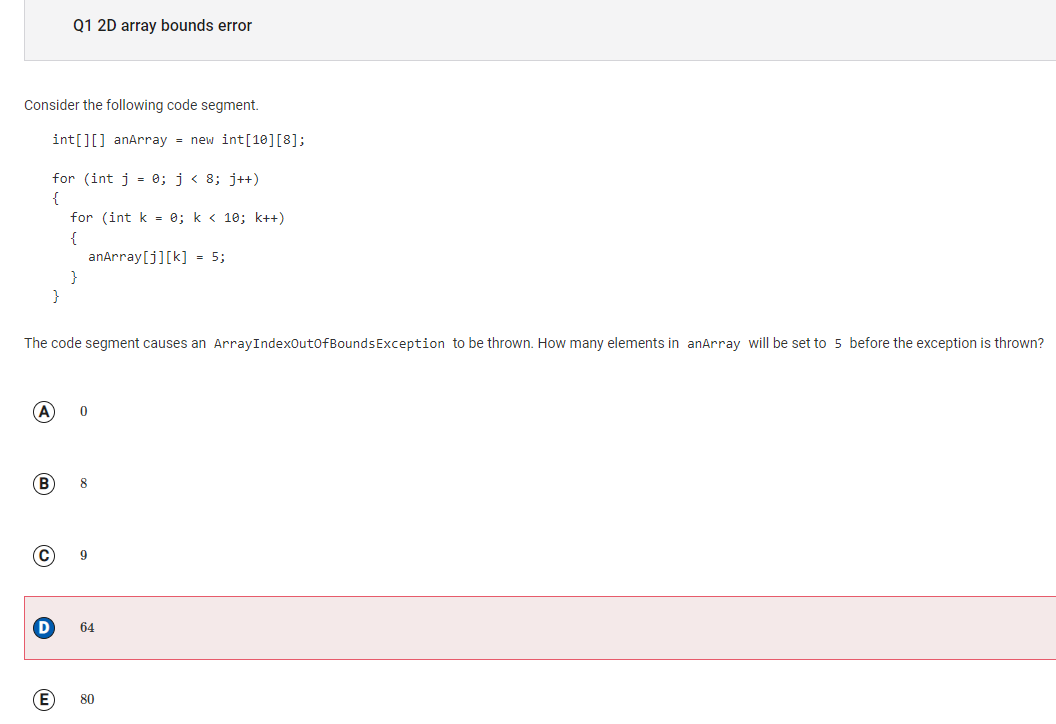 Q1 2D array bounds error
Consider the following code segment.
int[][] anArray = new int[10][8];
for (int j = 0; j < 8; j++)
{
for (int k = 0; k < 10; k++)
{
anArray[j][k] = 5;
}
}
The code segment causes an ArrayIndexOutOfBoundsException to be thrown. How many elements in anArray will be set to 5 before the exception is thrown?
A 0
B 8
C 9
D 64
E 80